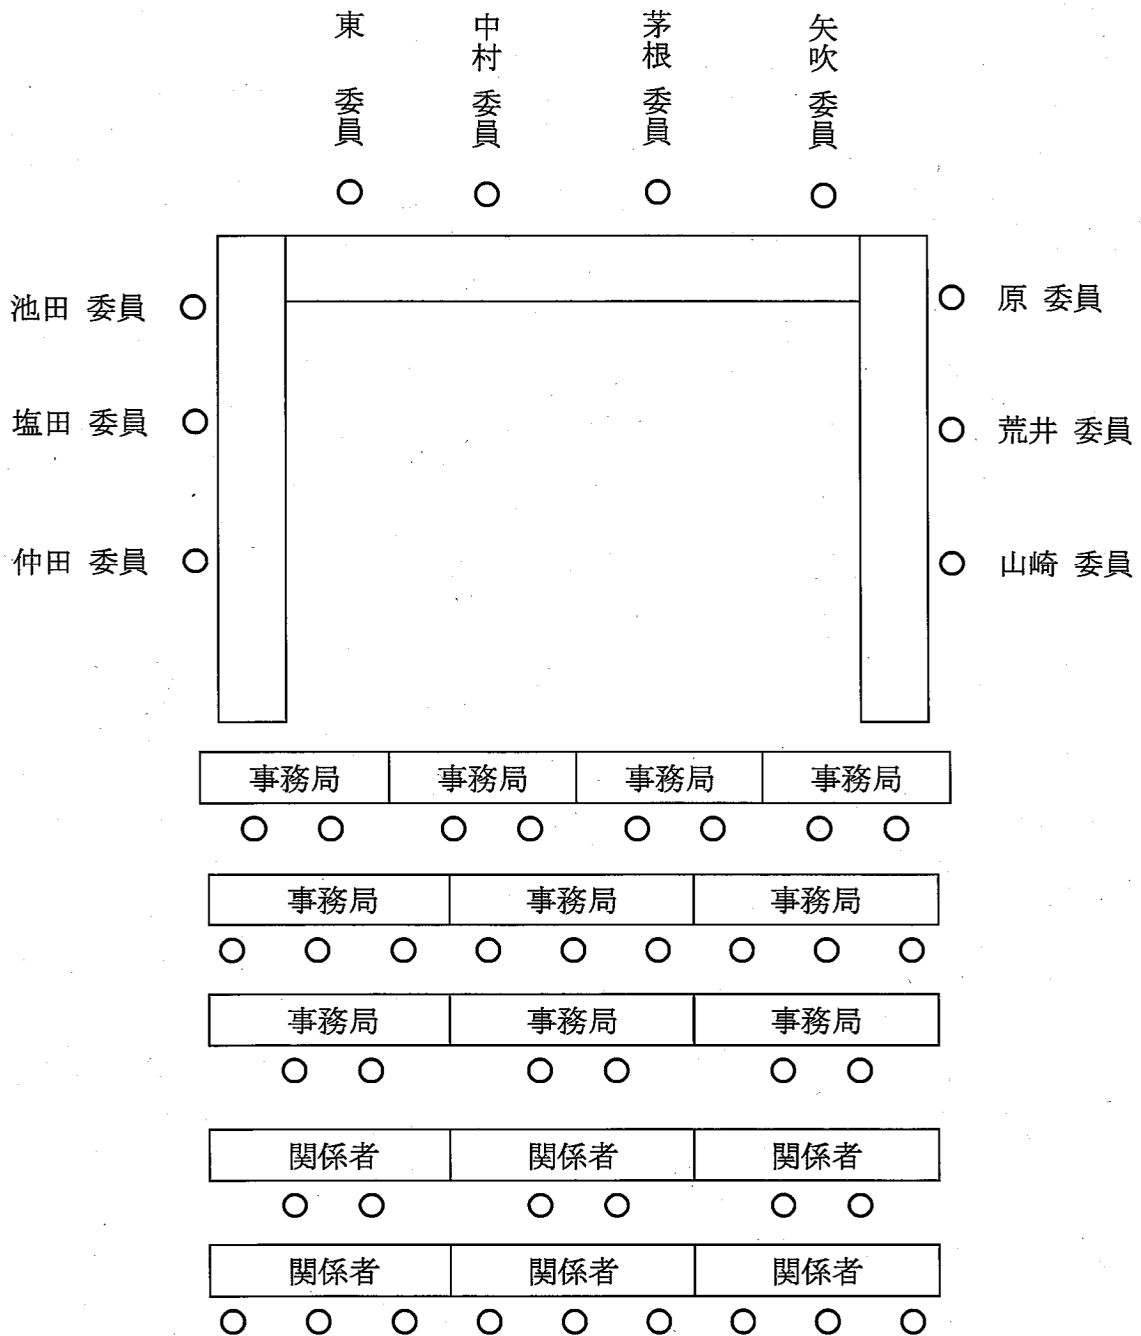 東 委員
中村 委員
茅根 委員
矢吹 委員
池田 委員
原 委員
塩田 委員
荒井 委員
仲田 委員
山崎 委員
事務局 事務局 事務局 事務局
事務局 事務局 事務局
事務局 事務局 事務局
関係者 関係者 関係者
関係者 関係者 関係者